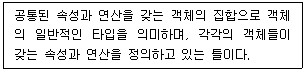 공통된 속성과 연산을 갖는 객체의 집합으로 객체
의 일반적인 타입을 의미하며, 각각의 객체들이
갖는 속성과 연산을 정의하고 있는 틀이다.